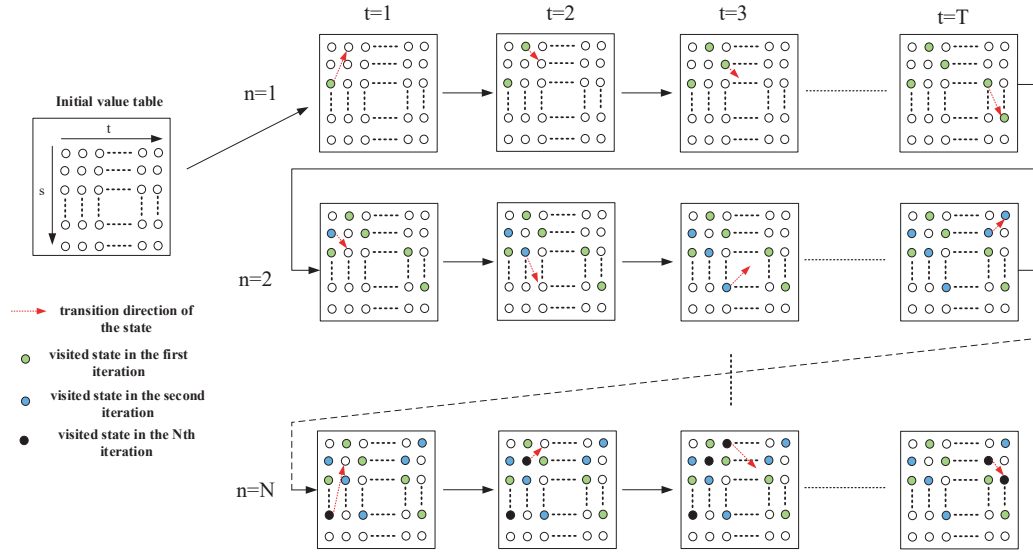 t=1
t=2
t=3
t=T
n=1
Initial value table
t
s
n=2
transition direction of
the state
visited state in the first
iteration
visited state in the second
iteration
visited state in the Nth
iteration
n=N